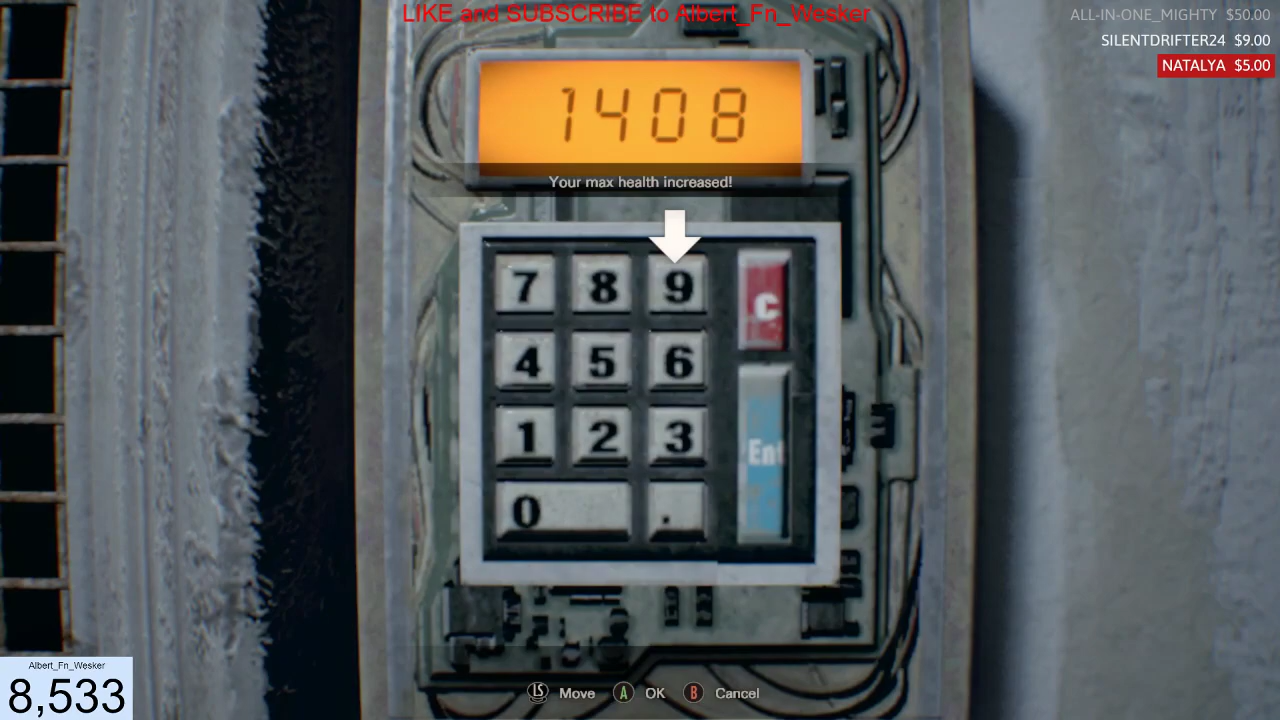 LIKE and SUBSCRIBE to Albert_Fn_Wesker
ALL-IN-ONE_MIGHTY $50.00
SILENTDRIFTER24 $9.00
NATALYA $5.00
1408
Your max health increased!
7 8 9 C
4 5 6
1 2 3 Ent
0 .
LS Move A OK B Cancel
Albert_Fn_Wesker
8,533